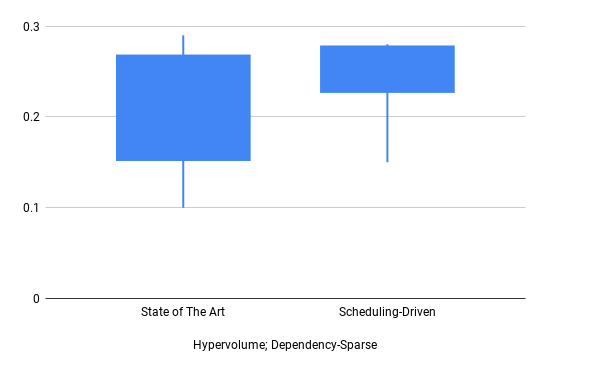 0.3
0.2
0.1
0
State of The Art
Scheduling-Driven
Hypervolume; Dependency-Sparse